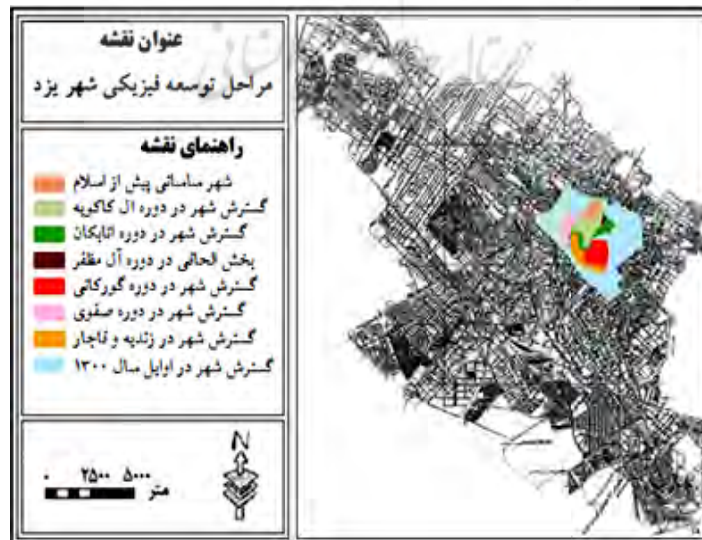 عنوان نقشه
مراحل توسعه فیزیکی شهر یزد
راهنمای نقشه
شهر ساسانی پیش از اسلام
گسترش شهر در دوره آل کاکویه
گسترش شهر در دوره اتابکان
بخش الحاقی در دوره آل مظفر
گسترش شهر در دوره گورکانی
گسترش شهر در دوره صفوی
گسترش شهر در زندیه و قاجار
گسترش شهر در اوایل سال ۱۳۰۰
N
۰ ۲۵۰۰ ۵۰۰۰
متر